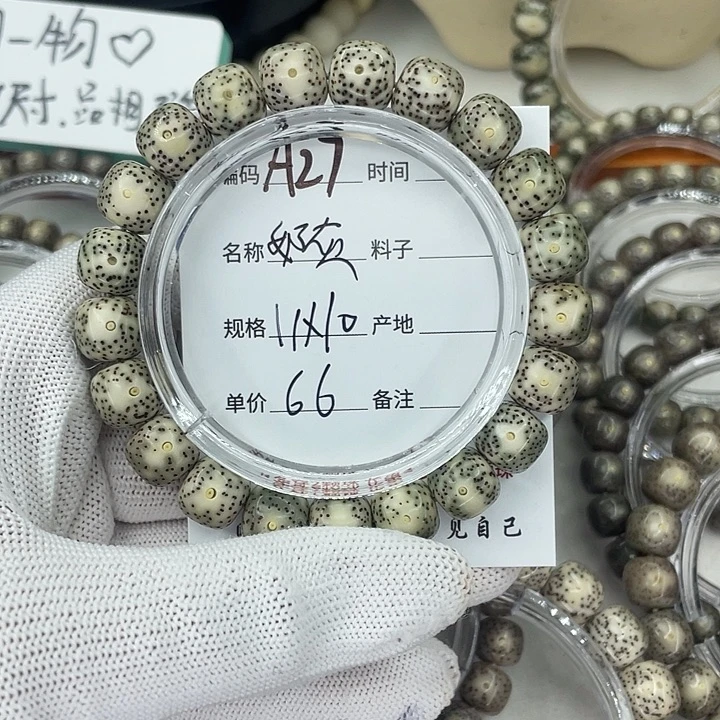 一物♡
品相
编码 A27 时间
名称 料子
规格 11X10 产地
单价 66 备注
见自己